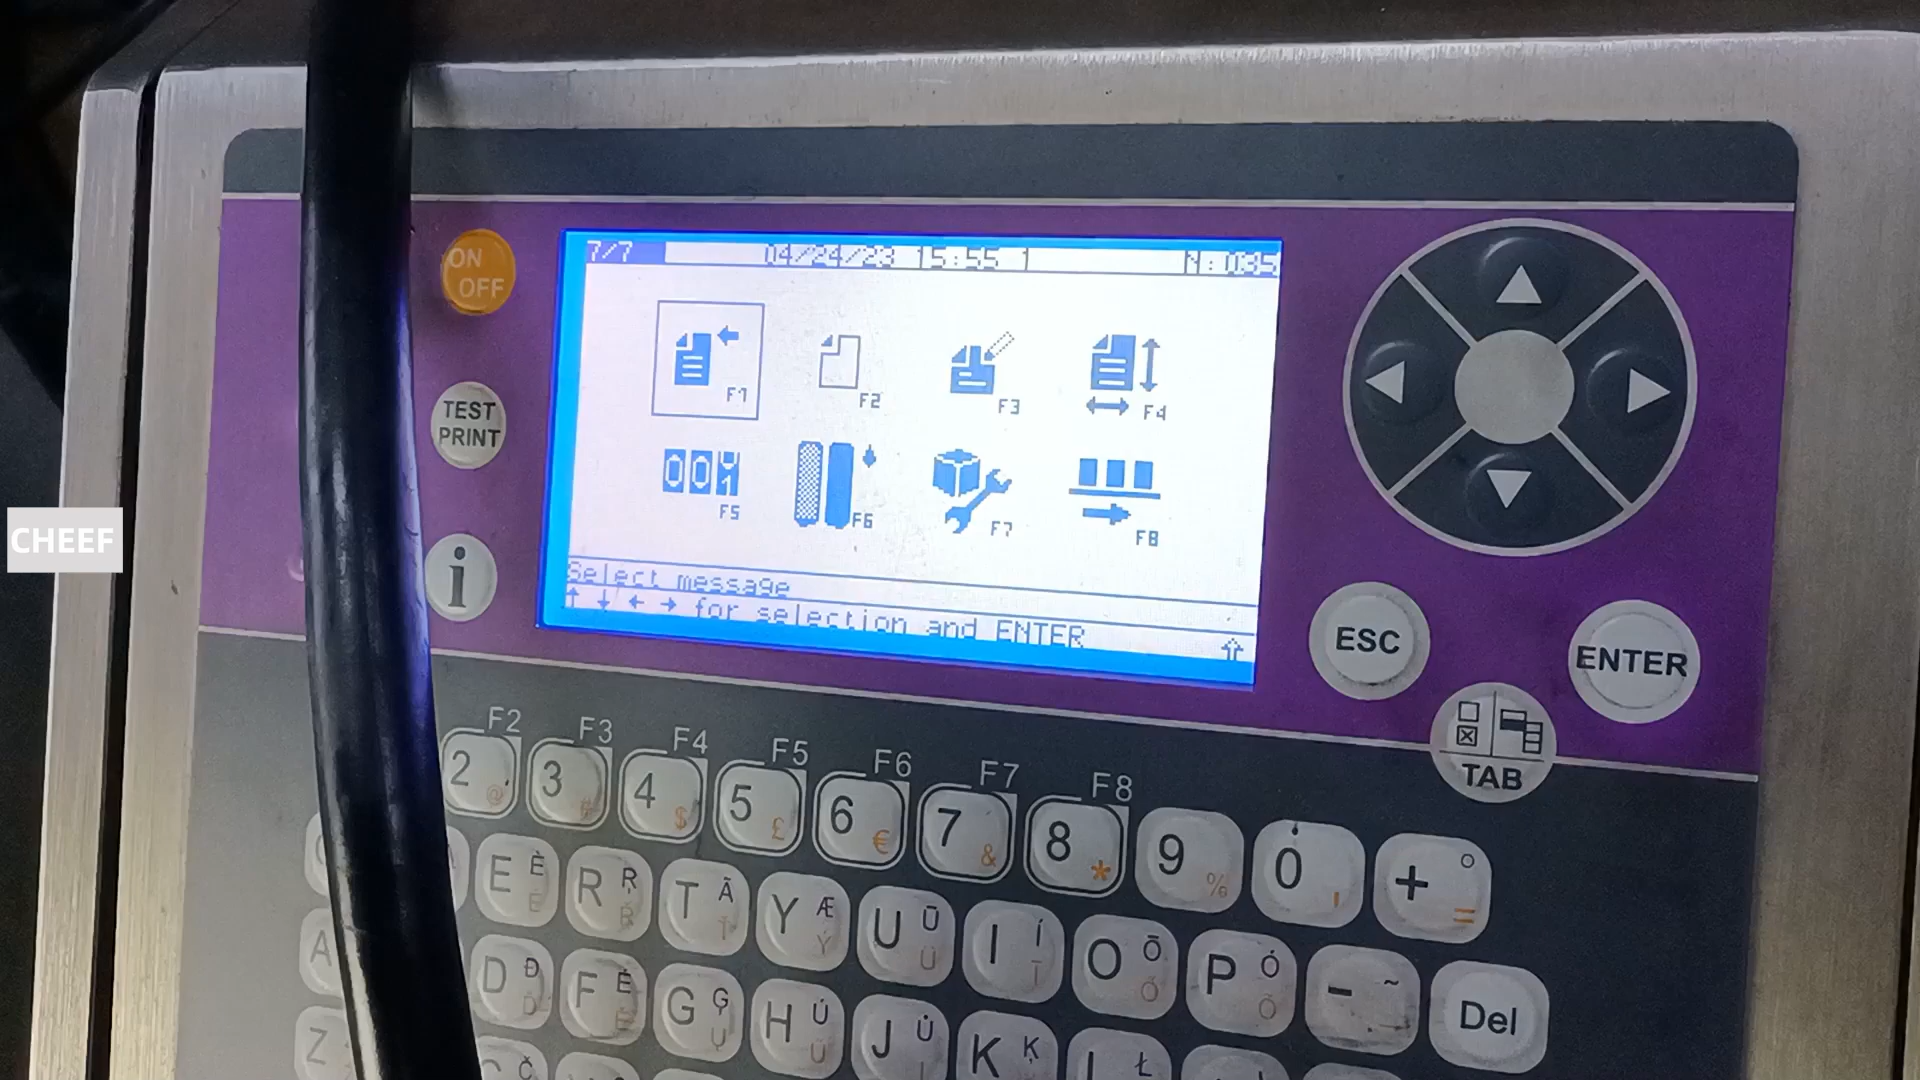 7/7 04/24/23 15:55 1 N:035
F1 F2 F3 F4
001
F5 F6 F7 F8
Select message
↑ ↓ ← → for selection and ENTER
ON
OFF
TEST
PRINT
i
CHEEF
ESC
ENTER
TAB
F2 F3 F4 F5 F6 F7 F8
2 @ 3 # 4 $ 5 £ 6 € 7 & 8 * 9 % 0 ' + ° =
E È R Ŗ T Ã Y Æ U Ū I Í O Ō P Ó - ~ Del
A D Đ F G H Ú J K Ķ L Ł
Z Č